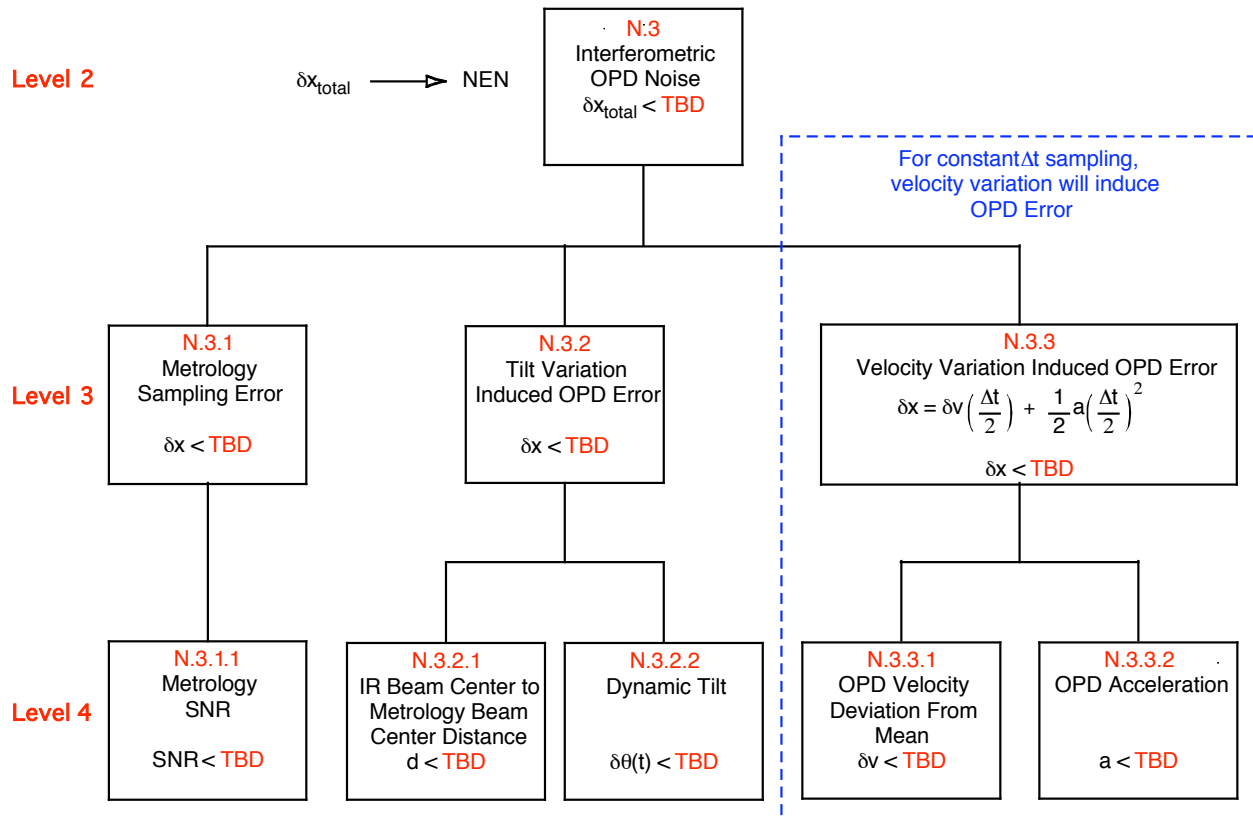 Level 2
δx_total → NEN
N.3
Interferometric
OPD Noise
δx_total < TBD
For constant Δt sampling,
velocity variation will induce
OPD Error
Level 3
N.3.1
Metrology
Sampling Error
δx < TBD
N.3.2
Tilt Variation
Induced OPD Error
δx < TBD
N.3.3
Velocity Variation Induced OPD Error
δx = δv(Δt/2) + 1/2 a(Δt/2)^2
δx < TBD
Level 4
N.3.1.1
Metrology
SNR
SNR < TBD
N.3.2.1
IR Beam Center to
Metrology Beam
Center Distance
d < TBD
N.3.2.2
Dynamic Tilt
δθ(t) < TBD
N.3.3.1
OPD Velocity
Deviation From
Mean
δv < TBD
N.3.3.2
OPD Acceleration
a < TBD